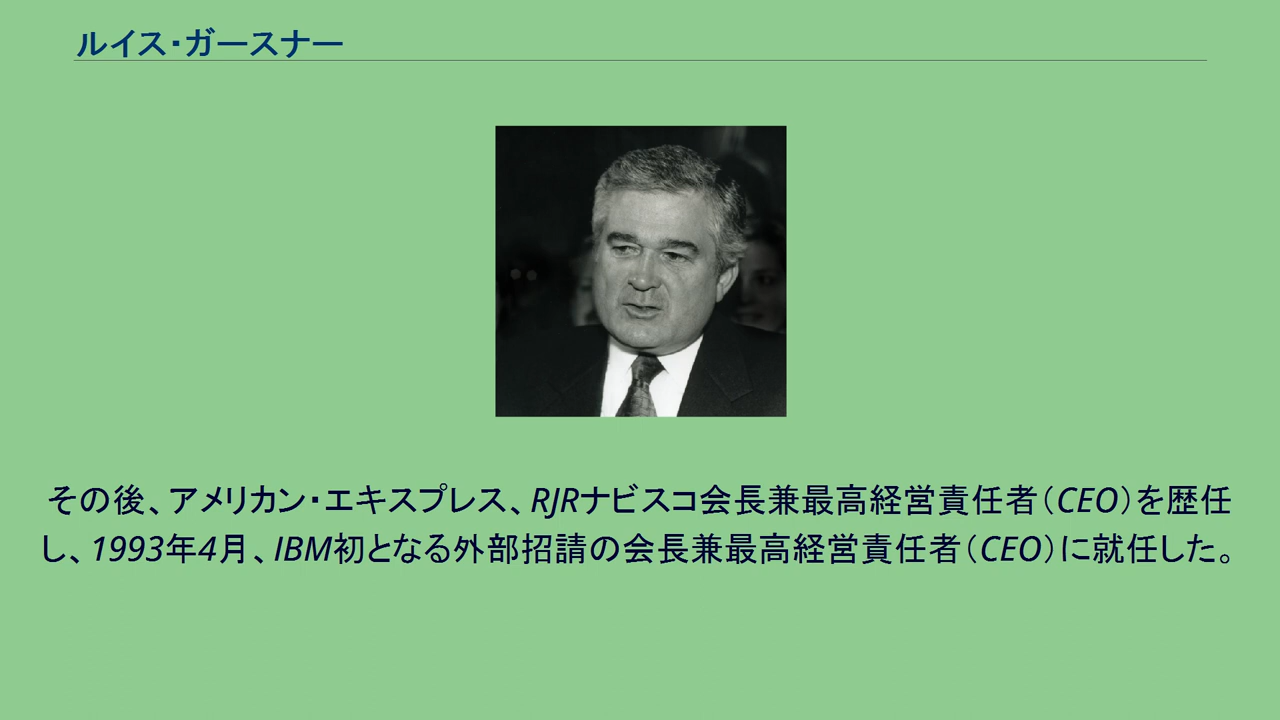 ルイス・ガースナー
その後、アメリカン・エキスプレス、RJRナビスコ会長兼最高経営責任者（CEO）を歴任
し、1993年4月、IBM初となる外部招請の会長兼最高経営責任者（CEO）に就任した。